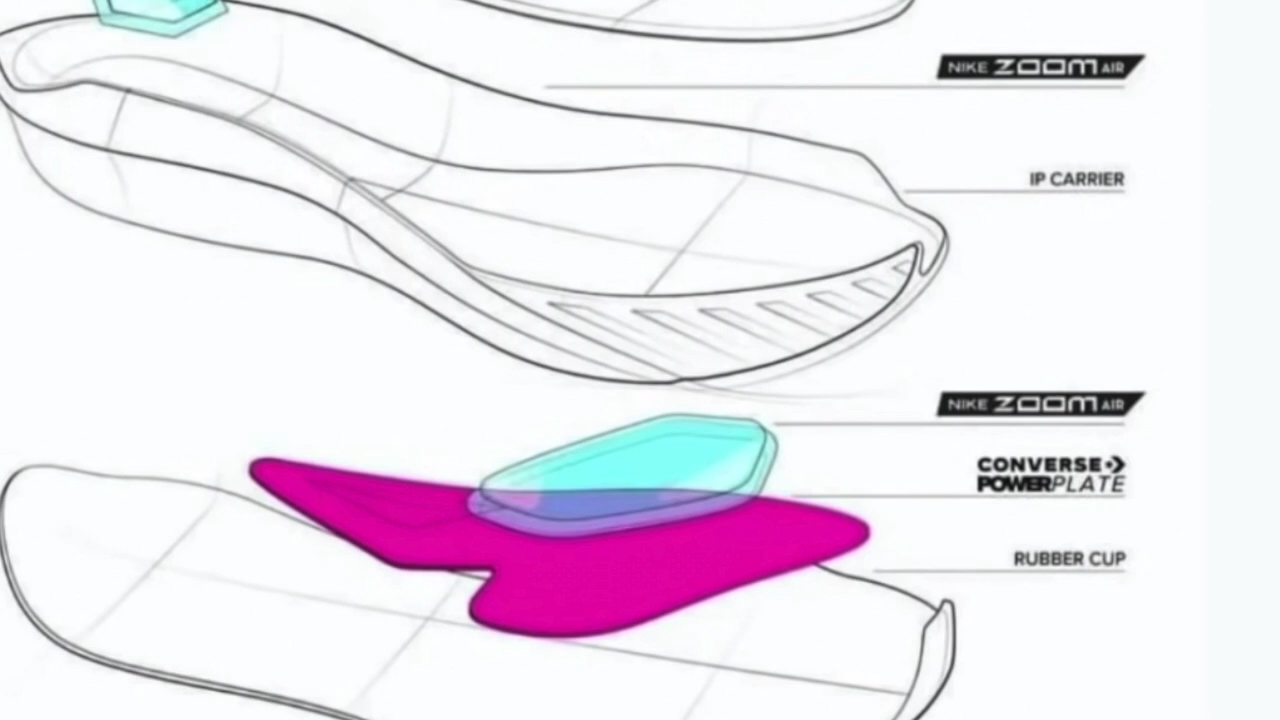 NIKE ZOOM AIR
IP CARRIER
NIKE ZOOM AIR
CONVERSE
POWERPLATE
RUBBER CUP